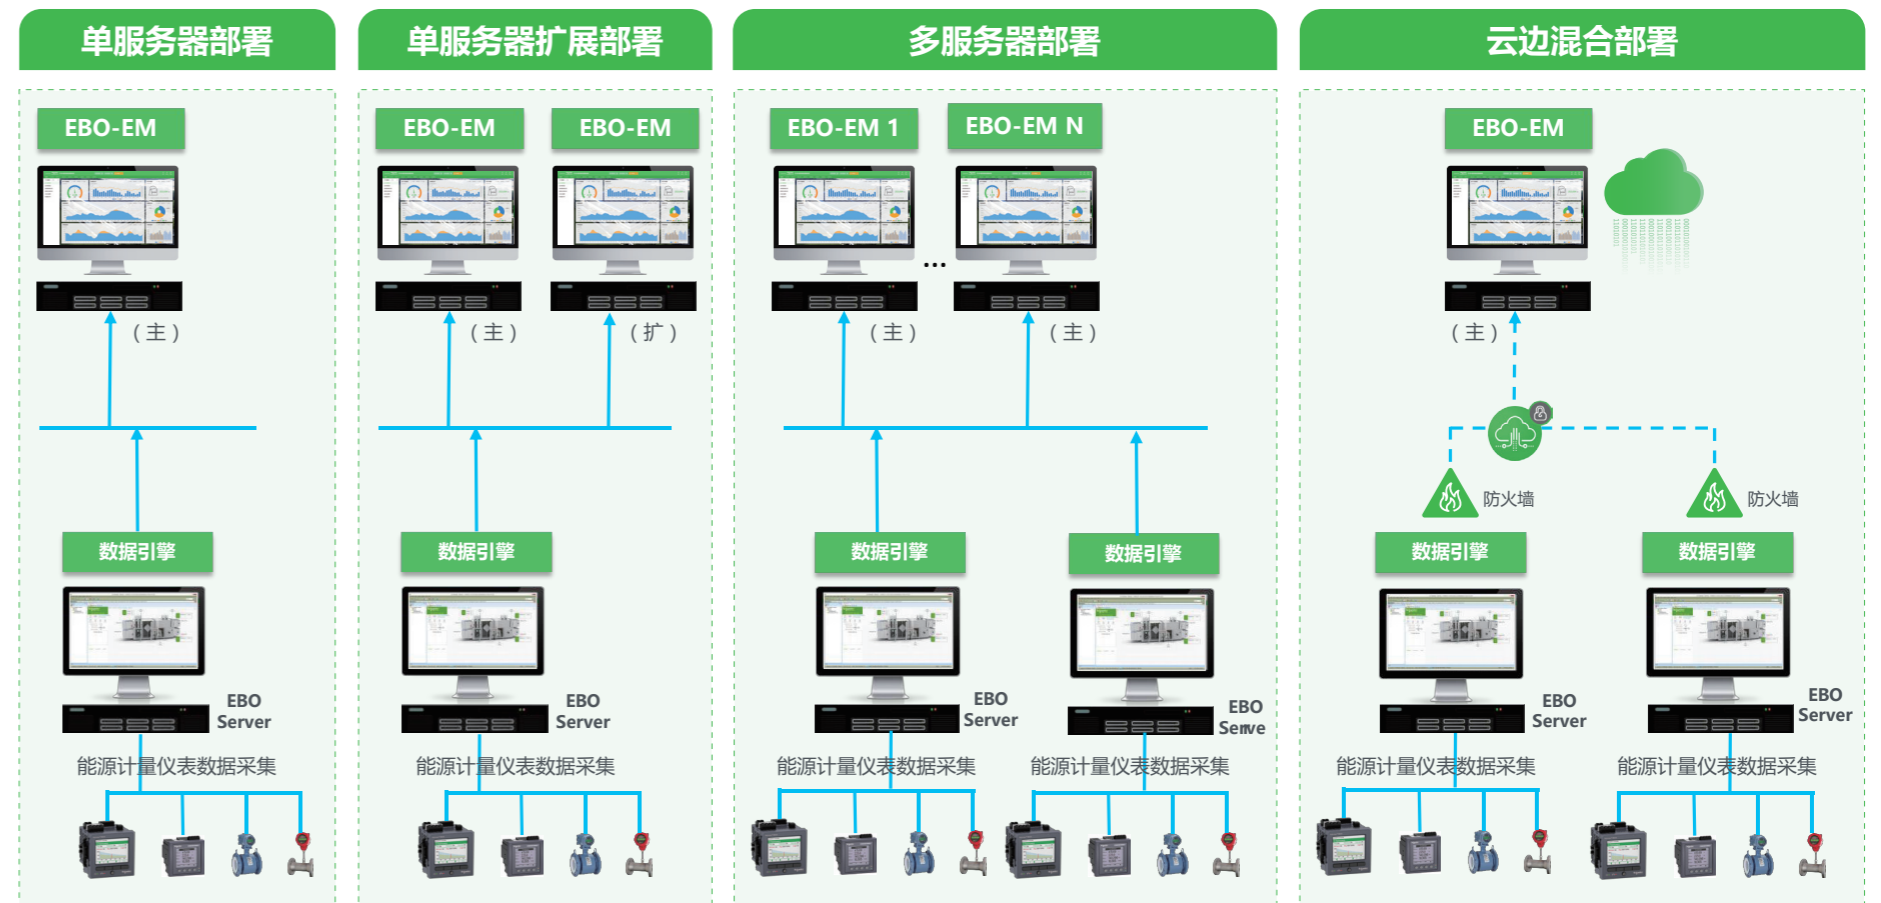 单服务器部署
EBO-EM
（主）
数据引擎
EBO
Server
能源计量仪表数据采集
单服务器扩展部署
EBO-EM
EBO-EM
（主）
（扩）
数据引擎
EBO
Server
能源计量仪表数据采集
多服务器部署
EBO-EM 1
EBO-EM N
...
（主）
（主）
数据引擎
数据引擎
EBO
Server
EBO
Serve
能源计量仪表数据采集
能源计量仪表数据采集
云边混合部署
EBO-EM
（主）
防火墙
防火墙
数据引擎
数据引擎
EBO
Server
EBO
Server
能源计量仪表数据采集
能源计量仪表数据采集